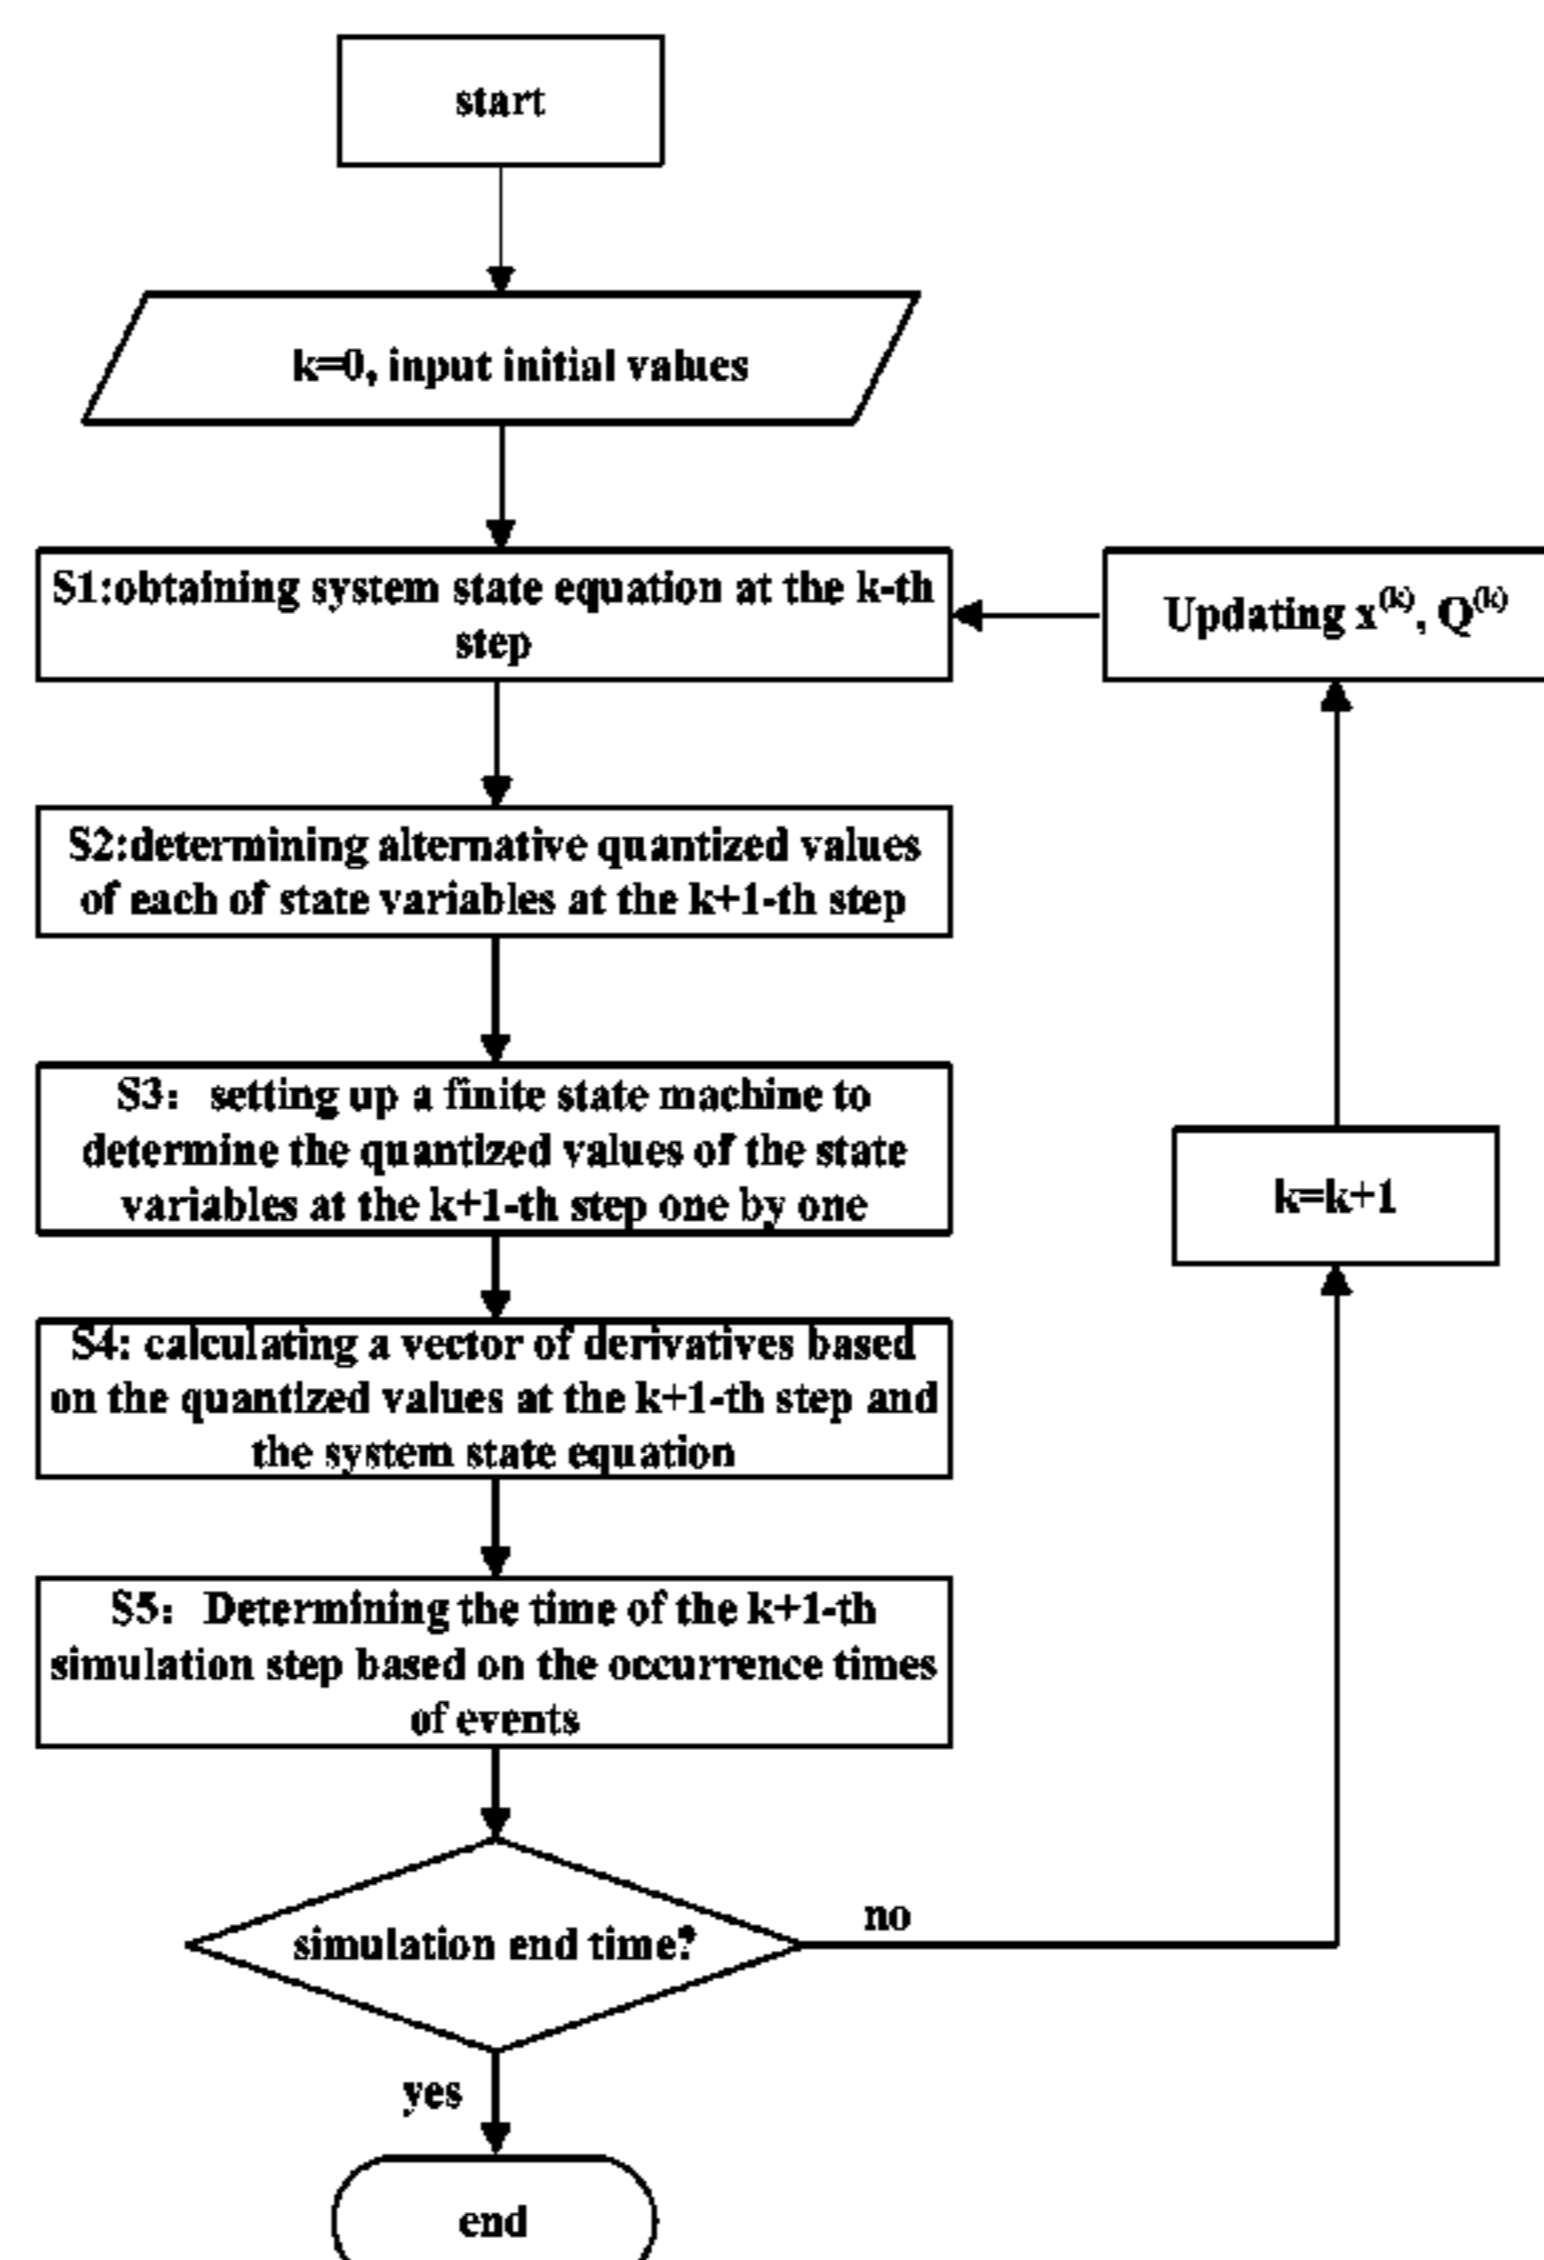 start
k=0, input initial values
S1:obtaining system state equation at the k-th
step
Updating x⁽ᵏ⁾, Q⁽ᵏ⁾
S2:determining alternative quantized values
of each of state variables at the k+1-th step
S3： setting up a finite state machine to
determine the quantized values of the state
variables at the k+1-th step one by one
k=k+1
S4: calculating a vector of derivatives based
on the quantized values at the k+1-th step and
the system state equation
S5： Determining the time of the k+1-th
simulation step based on the occurrence times
of events
simulation end time?
no
yes
end